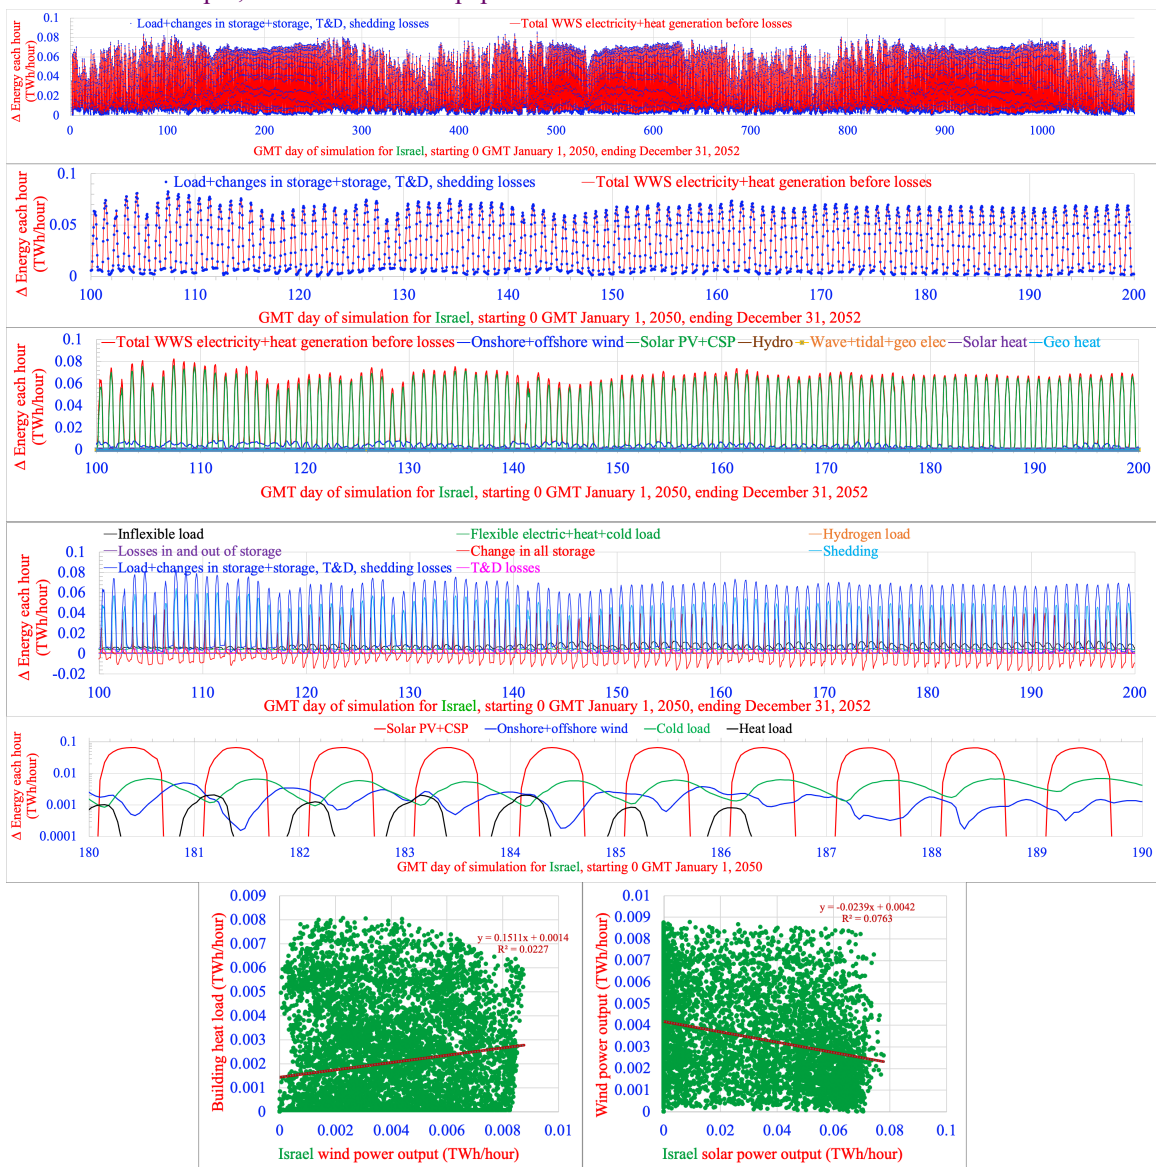 Load+changes in storage+storage, T&D, shedding losses
Total WWS electricity+heat generation before losses
Δ Energy each hour
(TWh/hour)
0.1
0.08
0.06
0.04
0.02
0
0 100 200 300 400 500 600 700 800 900 1000
GMT day of simulation for Israel, starting 0 GMT January 1, 2050, ending December 31, 2052
Load+changes in storage+storage, T&D, shedding losses
Total WWS electricity+heat generation before losses
Δ Energy each hour
(TWh/hour)
0.1
0.05
0
100 110 120 130 140 150 160 170 180 190 200
GMT day of simulation for Israel, starting 0 GMT January 1, 2050, ending December 31, 2052
Total WWS electricity+heat generation before losses Onshore+offshore wind Solar PV+CSP Hydro Wave+tidal+geo elec Solar heat Geo heat
Δ Energy each hour
(TWh/hour)
0.1
0.08
0.06
0.04
0.02
0
100 110 120 130 140 150 160 170 180 190 200
GMT day of simulation for Israel, starting 0 GMT January 1, 2050, ending December 31, 2052
Inflexible load Flexible electric+heat+cold load Hydrogen load
Losses in and out of storage Change in all storage Shedding
Load+changes in storage+storage, T&D, shedding losses T&D losses
Δ Energy each hour
(TWh/hour)
0.1
0.08
0.06
0.04
0.02
0
-0.02
100 110 120 130 140 150 160 170 180 190 200
GMT day of simulation for Israel, starting 0 GMT January 1, 2050, ending December 31, 2052
Solar PV+CSP Onshore+offshore wind Cold load Heat load
Δ Energy each hour
(TWh/hour)
0.1
0.01
0.001
0.0001
180 181 182 183 184 185 186 187 188 189 190
GMT day of simulation for Israel, starting 0 GMT January 1, 2050
Building heat load (TWh/hour)
0.009
0.008
0.007
0.006
0.005
0.004
0.003
0.002
0.001
0
y = 0.1511x + 0.0014
R² = 0.0227
0 0.002 0.004 0.006 0.008 0.01
Israel wind power output (TWh/hour)
Wind power output (TWh/hour)
0.01
0.009
0.008
0.007
0.006
0.005
0.004
0.003
0.002
0.001
0
y = -0.0239x + 0.0042
R² = 0.0763
0 0.02 0.04 0.06 0.08 0.1
Israel solar power output (TWh/hour)